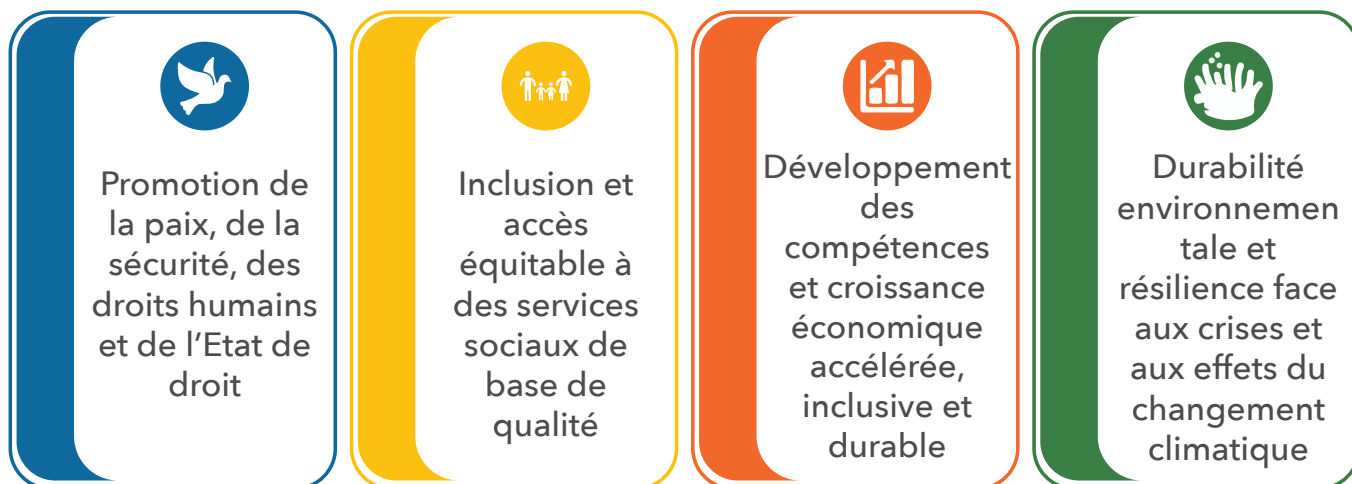 Promotion de
la paix, de la
sécurité, des
droits humains
et de l'Etat de
droit
Inclusion et
accès
équitable à
des services
sociaux de
base de
qualité
Développement
des
compétences
et croissance
économique
accélérée,
inclusive et
durable
Durabilité
environnemen
tale et
résilience face
aux crises et
aux effets du
changement
climatique